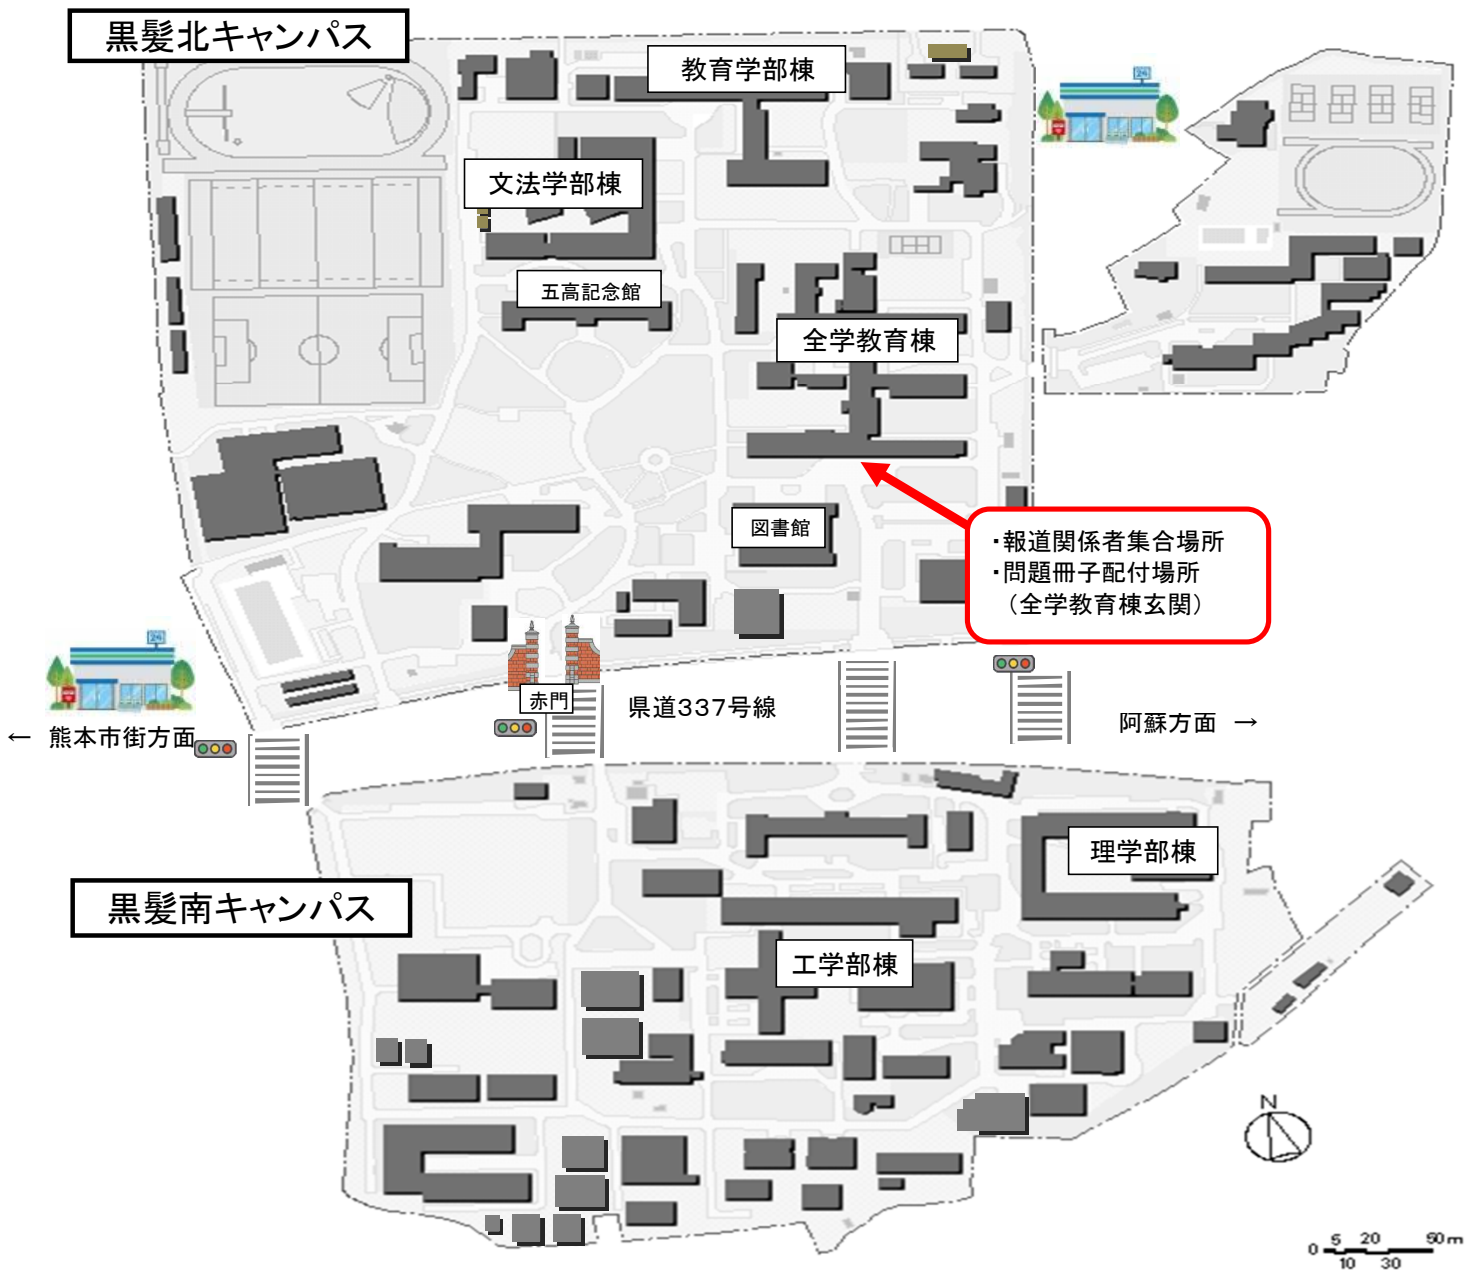 黒髪北キャンパス
教育学部棟
24
文法学部棟
五高記念館
全学教育棟
図書館
・報道関係者集合場所
・問題冊子配付場所
（全学教育棟玄関）
24
赤門
県道337号線
← 熊本市街方面
阿蘇方面 →
理学部棟
黒髪南キャンパス
工学部棟
N
0 5 20 50m
10 30